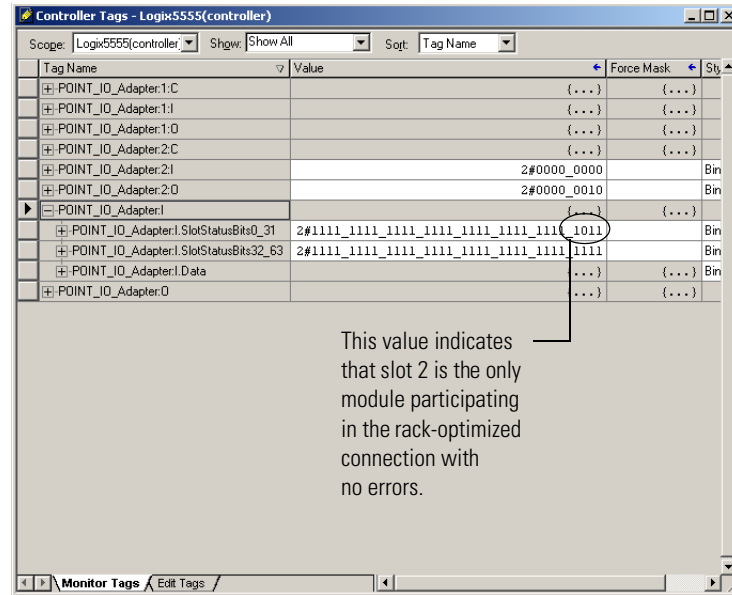 Controller Tags - Logix5555(controller)
Scope: Logix5555(controller) Show: Show All Sort: Tag Name
Tag Name Value Force Mask Sty
POINT_IO_Adapter:1:C {...} {...}
POINT_IO_Adapter:1:I {...} {...}
POINT_IO_Adapter:1:O {...} {...}
POINT_IO_Adapter:2:C {...} {...}
POINT_IO_Adapter:2:I 2#0000_0000 Bin
POINT_IO_Adapter:2:O 2#0000_0010 Bin
POINT_IO_Adapter:I {...} {...}
POINT_IO_Adapter:I.SlotStatusBits0_31 2#1111_1111_1111_1111_1111_1111_1111_1011 Bin
POINT_IO_Adapter:I.SlotStatusBits32_63 2#1111_1111_1111_1111_1111_1111_1111_1111 Bin
POINT_IO_Adapter:I.Data {...} {...} Bin
POINT_IO_Adapter:O {...} {...}
This value indicates
that slot 2 is the only
module participating
in the rack-optimized
connection with
no errors.
Monitor Tags Edit Tags